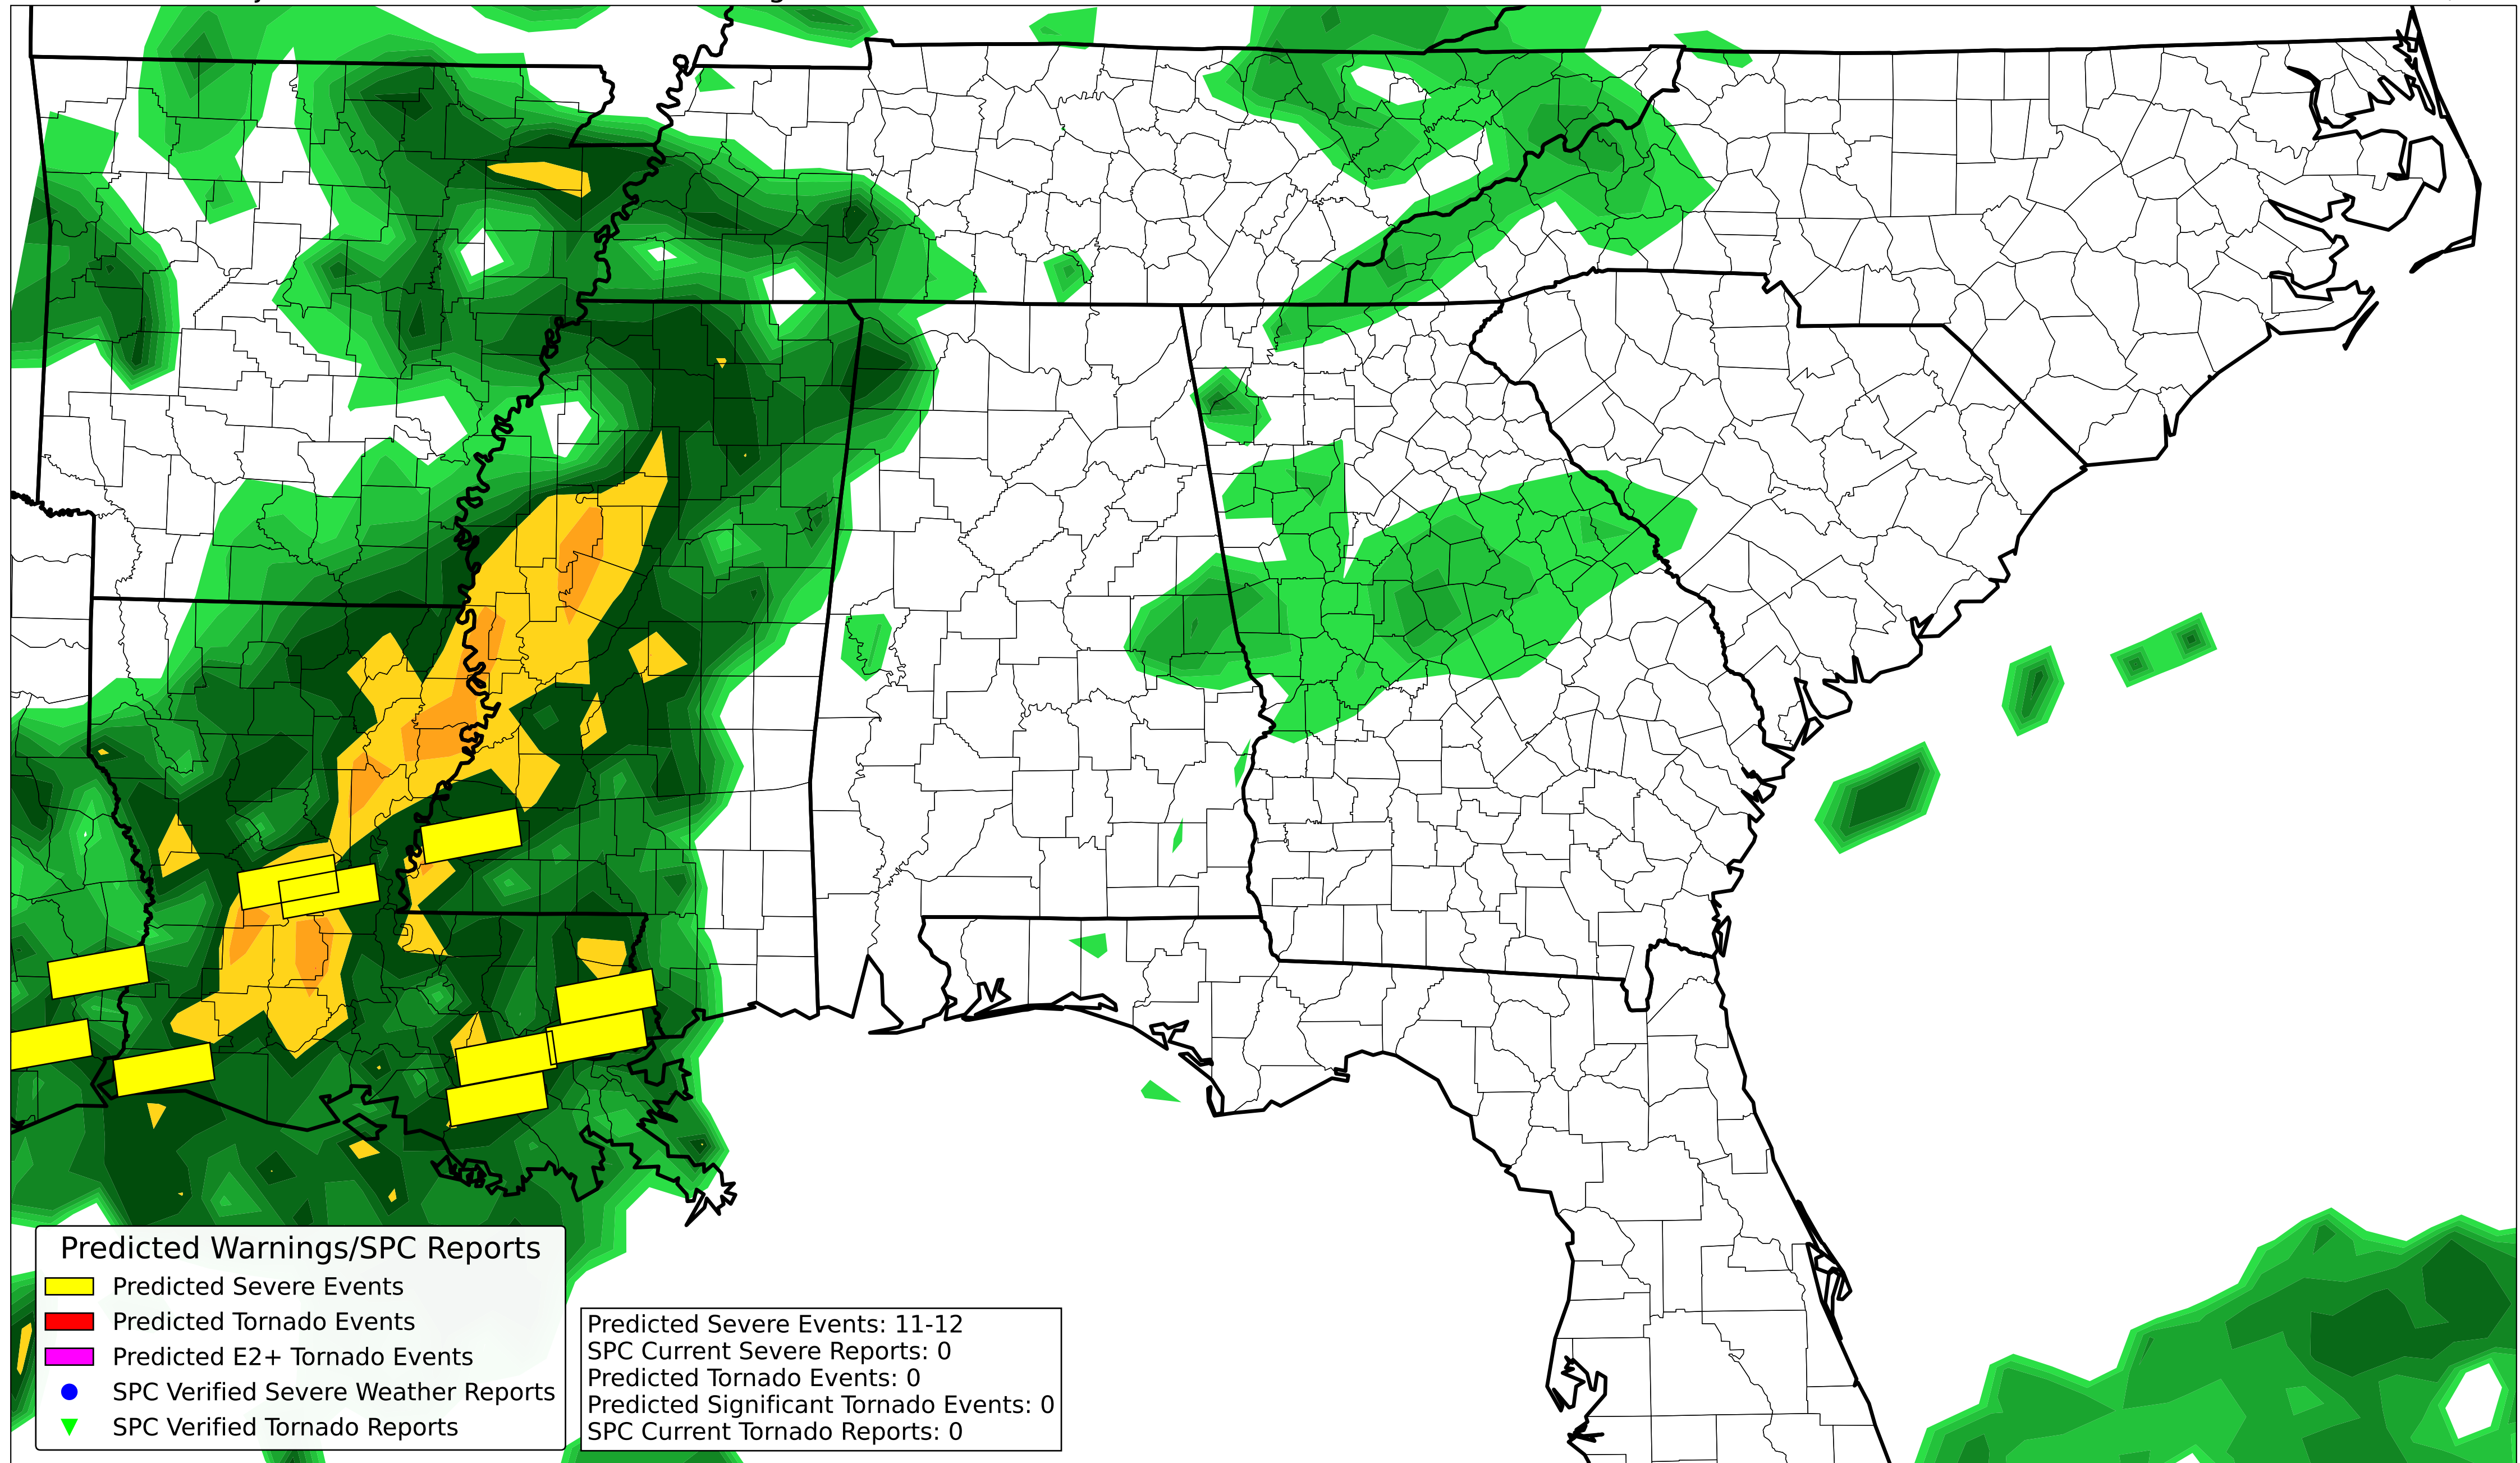 Predicted Warnings/SPC Reports
Predicted Severe Events
Predicted Tornado Events
Predicted E2+ Tornado Events
SPC Verified Severe Weather Reports
SPC Verified Tornado Reports
Predicted Severe Events: 11-12
SPC Current Severe Reports: 0
Predicted Tornado Events: 0
Predicted Significant Tornado Events: 0
SPC Current Tornado Reports: 0